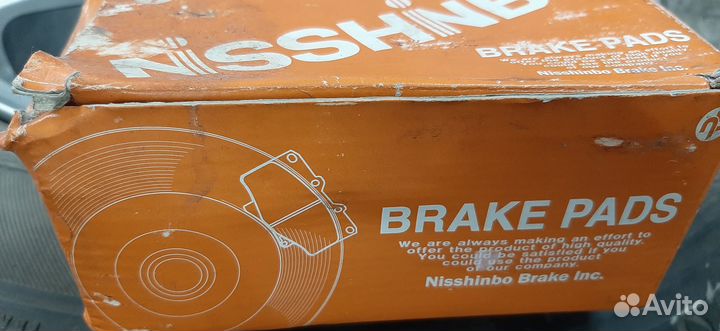 NISSHINB
BRAKE PADS
Nisshinbo Brake Inc.
BRAKE PADS
We are always making an effort to
offer the product of high quality.
You could be satisfied if you
could use the product
of our company.
Nisshinbo Brake Inc.
Avito